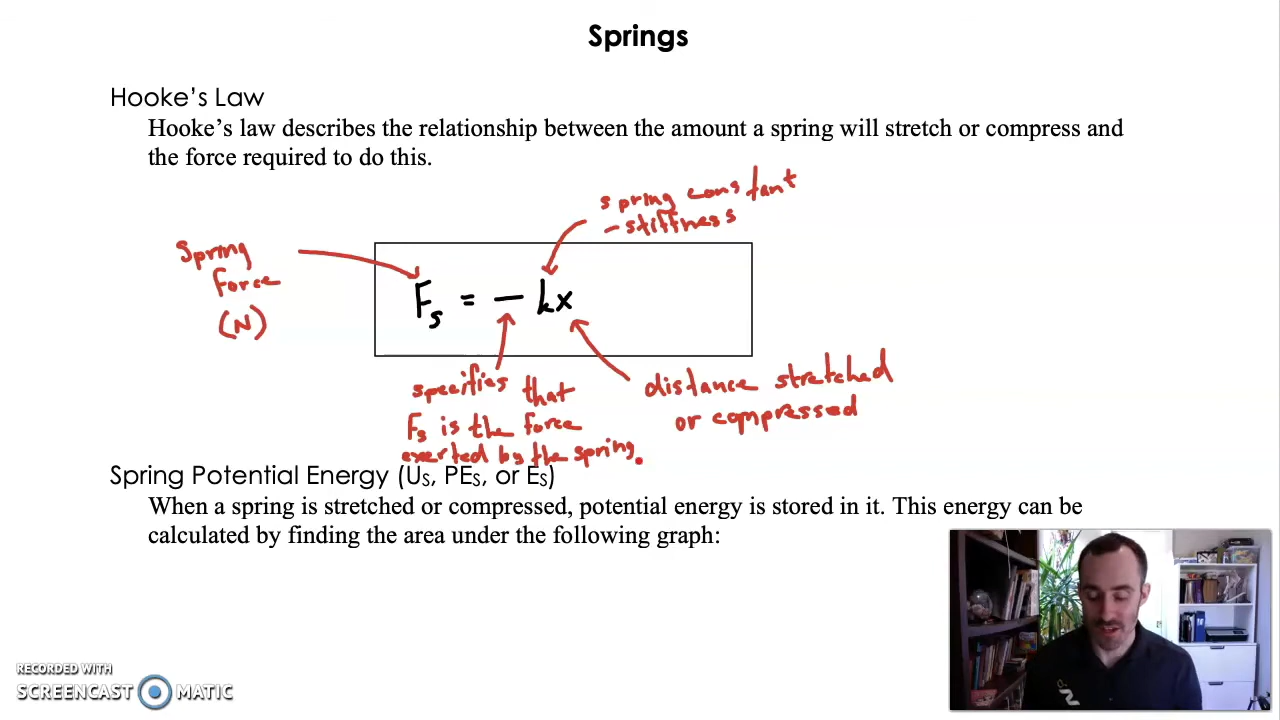 Springs
Hooke's Law
Hooke's law describes the relationship between the amount a spring will stretch or compress and
the force required to do this.
spring constant
- stiffness
Spring
Force
(N)
Fs = - kx
specifies that
Fs is the force
exerted by the spring.
distance stretched
or compressed
Spring Potential Energy (Us, PEs, or Es)
When a spring is stretched or compressed, potential energy is stored in it. This energy can be
calculated by finding the area under the following graph:
RECORDED WITH
SCREENCAST MATIC